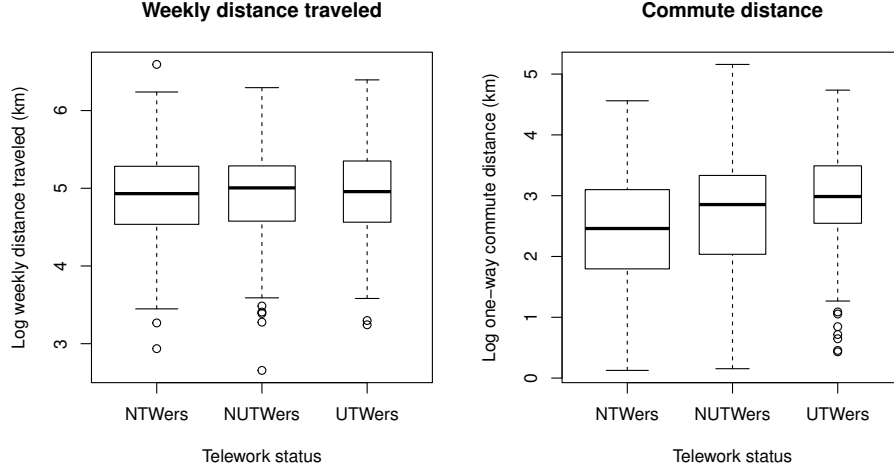 Weekly distance traveled
Log weekly distance traveled (km)
6
5
4
3
NTWers NUTWers UTWers
Telework status
Commute distance
Log one−way commute distance (km)
5
4
3
2
1
0
NTWers NUTWers UTWers
Telework status